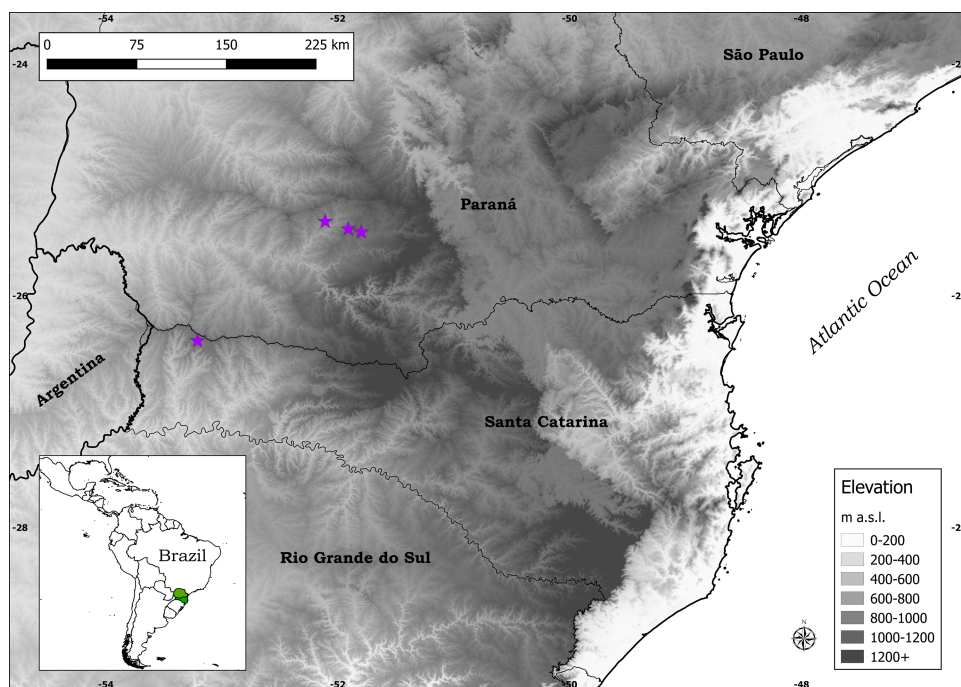 -54 -52 -50 -48
0 75 150 225 km
-24 -24
São Paulo
Paraná
Atlantic Ocean
-26
Argentina
Santa Catarina
Elevation
m a.s.l.
0-200
200-400
400-600
600-800
800-1000
1000-1200
1200+
-28
Brazil
Rio Grande do Sul
N
-54 -52 -50 -48